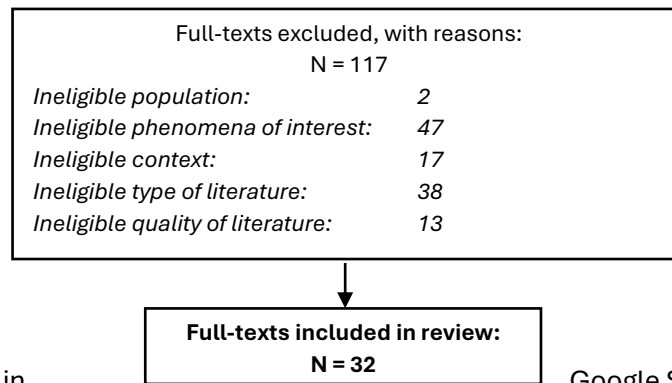 Full-texts excluded, with reasons:
N = 117
Ineligible population: 2
Ineligible phenomena of interest: 47
Ineligible context: 17
Ineligible type of literature: 38
Ineligible quality of literature: 13
Full-texts included in review:
N = 32
in
Google